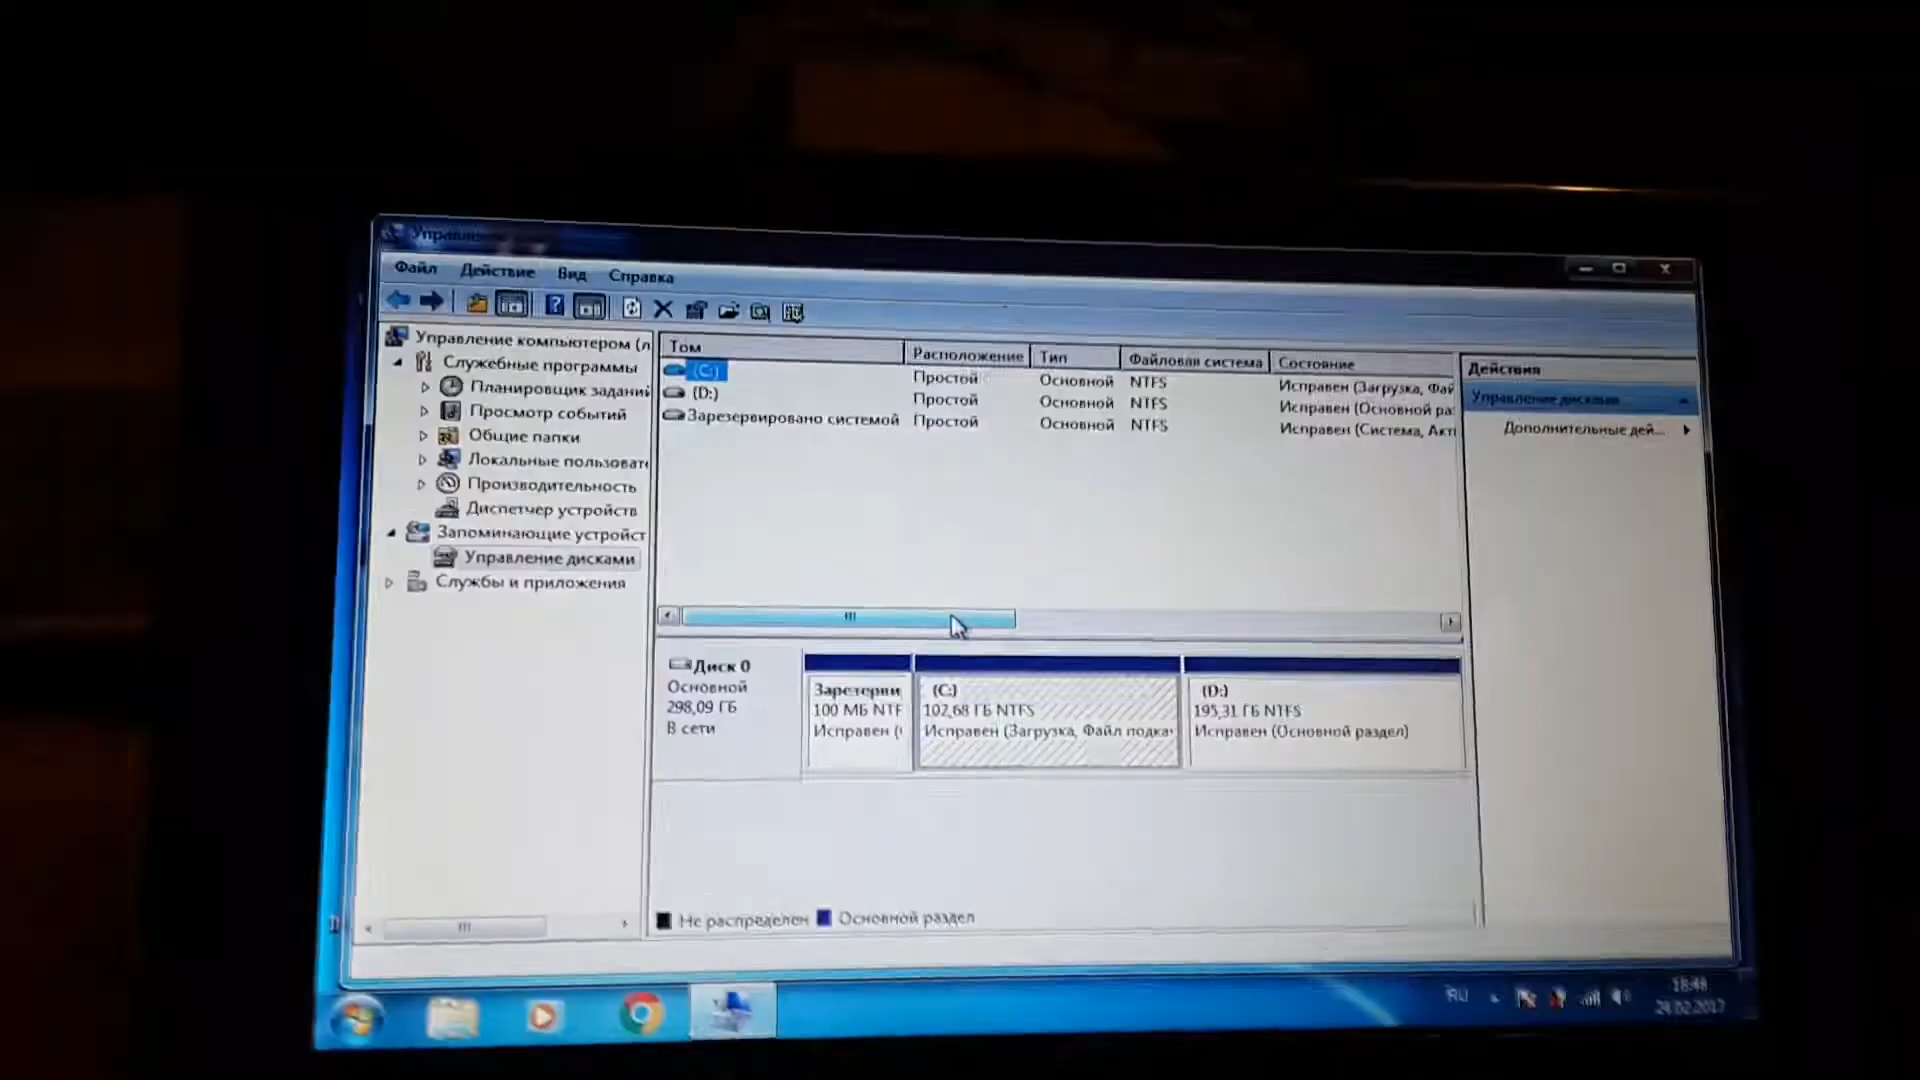 Файл Действие Вид Справка
Управление компьютером (л
Служебные программы
Планировщик заданий
Просмотр событий
Общие папки
Локальные пользовате
Производительность
Диспетчер устройств
Запоминающие устройст
Управление дисками
Службы и приложения
Том Расположение Тип Файловая система Состояние
(C:) Простой Основной NTFS Исправен (Загрузка, Фай
(D:) Простой Основной NTFS Исправен (Основной ра
Зарезервировано системой Простой Основной NTFS Исправен (Система, Акт
Действия
Управление дисками
Дополнительные дей...
Диск 0
Основной
298,09 ГБ
В сети
Зарезерви
100 МБ NTF
Исправен (
(C:)
102,68 ГБ NTFS
Исправен (Загрузка, Файл подка
(D:)
195,31 ГБ NTFS
Исправен (Основной раздел)
Не распределен Основной раздел
RU
18:48